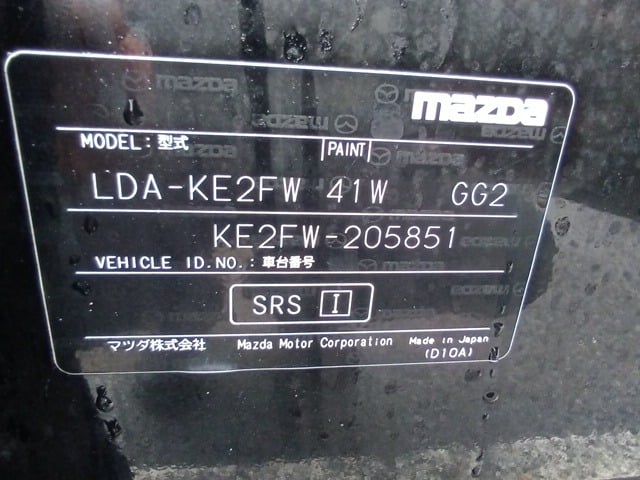 mazda
MODEL: 型式 PAINT
LDA-KE2FW 41W GG2
KE2FW-205851
VEHICLE ID.NO.: 車台番号
SRS I
マツダ株式会社 Mazda Motor Corporation Made in Japan
(D10A)